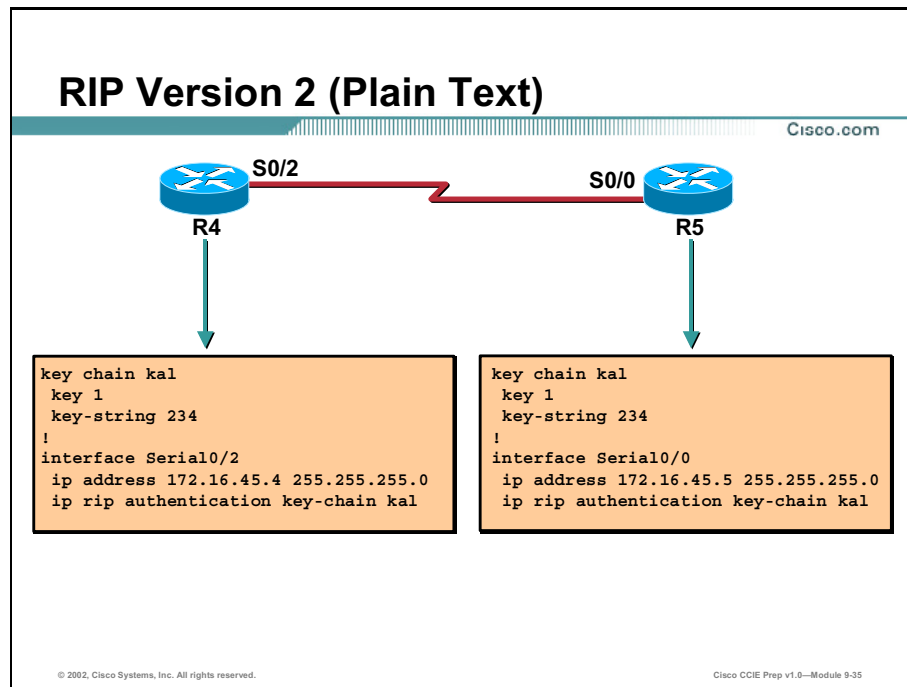 RIP Version 2 (Plain Text)
Cisco.com
S0/2
S0/0
R4
R5
key chain kal
key 1
key-string 234
!
interface Serial0/2
ip address 172.16.45.4 255.255.255.0
ip rip authentication key-chain kal
key chain kal
key 1
key-string 234
!
interface Serial0/0
ip address 172.16.45.5 255.255.255.0
ip rip authentication key-chain kal
© 2002, Cisco Systems, Inc. All rights reserved.
Cisco CCIE Prep v1.0—Module 9-35